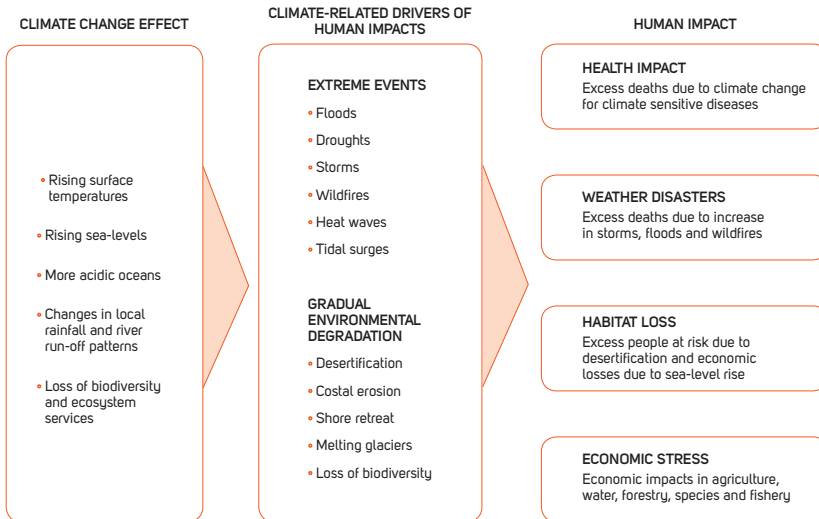 CLIMATE CHANGE EFFECT
• Rising surface
temperatures
• Rising sea-levels
• More acidic oceans
• Changes in local
rainfall and river
run-off patterns
• Loss of biodiversity
and ecosystem
services
CLIMATE-RELATED DRIVERS OF
HUMAN IMPACTS
EXTREME EVENTS
• Floods
• Droughts
• Storms
• Wildfires
• Heat waves
• Tidal surges
GRADUAL
ENVIRONMENTAL
DEGRADATION
• Desertification
• Costal erosion
• Shore retreat
• Melting glaciers
• Loss of biodiversity
HUMAN IMPACT
HEALTH IMPACT
Excess deaths due to climate change
for climate sensitive diseases
WEATHER DISASTERS
Excess deaths due to increase
in storms, floods and wildfires
HABITAT LOSS
Excess people at risk due to
desertification and economic
losses due to sea-level rise
ECONOMIC STRESS
Economic impacts in agriculture,
water, forestry, species and fishery